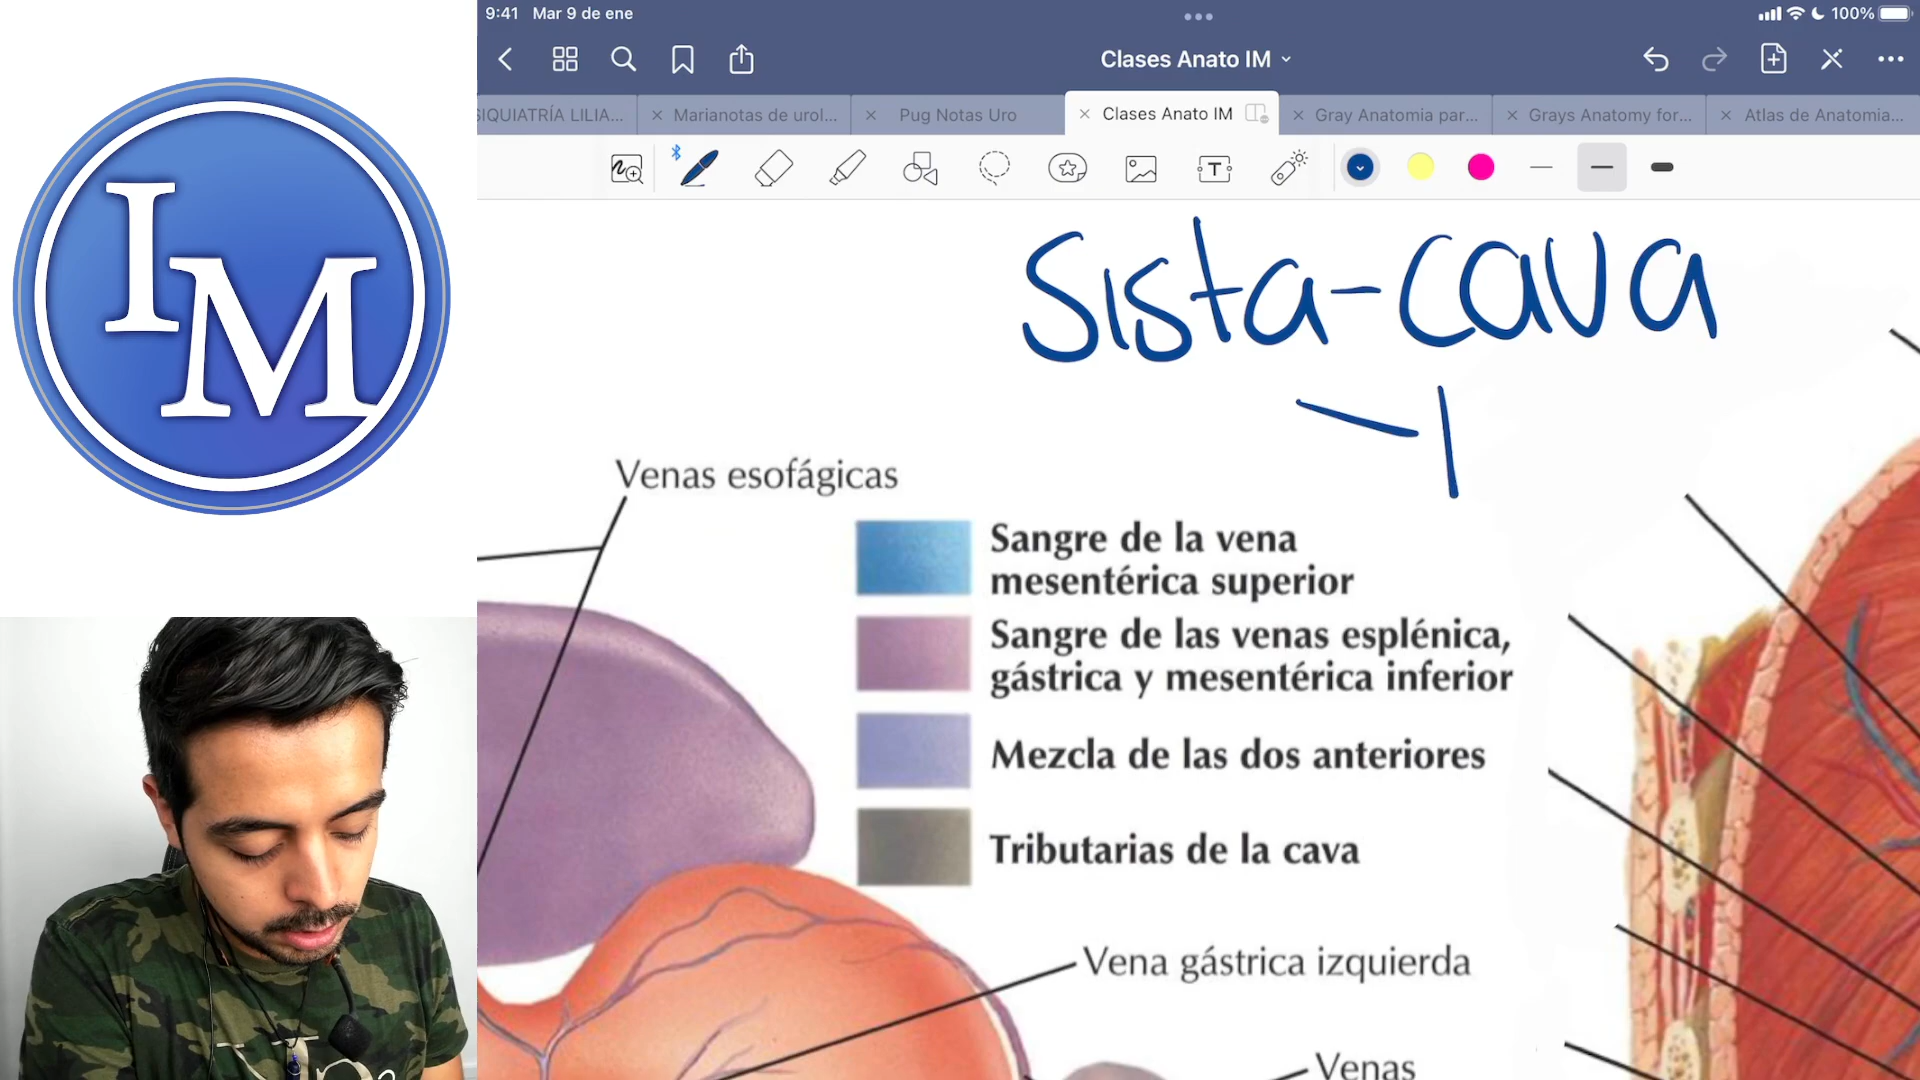 9:41 Mar 9 de ene
100%
Clases Anato IM
SIQUIATRÍA LILIA...
Marianotas de urol...
Pug Notas Uro
Clases Anato IM
Gray Anatomia par...
Grays Anatomy for...
Atlas de Anatomia...
T
IM
Sista-cava
Venas esofágicas
Sangre de la vena
mesentérica superior
Sangre de las venas esplénica,
gástrica y mesentérica inferior
Mezcla de las dos anteriores
Tributarias de la cava
Vena gástrica izquierda
Venas